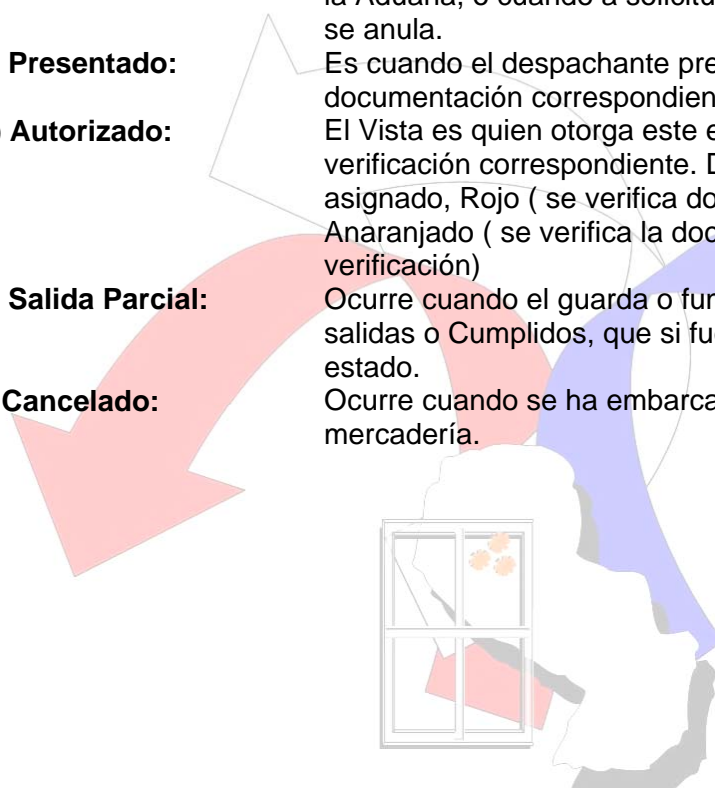 la Aduana, o cuando a solicitu
se anula.
Presentado: Es cuando el despachante pre
documentación correspondien
) Autorizado: El Vista es quien otorga este e
verificación correspondiente. D
asignado, Rojo ( se verifica do
Anaranjado ( se verifica la doc
verificación)
Salida Parcial: Ocurre cuando el guarda o fun
salidas o Cumplidos, que si fue
estado.
Cancelado: Ocurre cuando se ha embarca
mercadería.